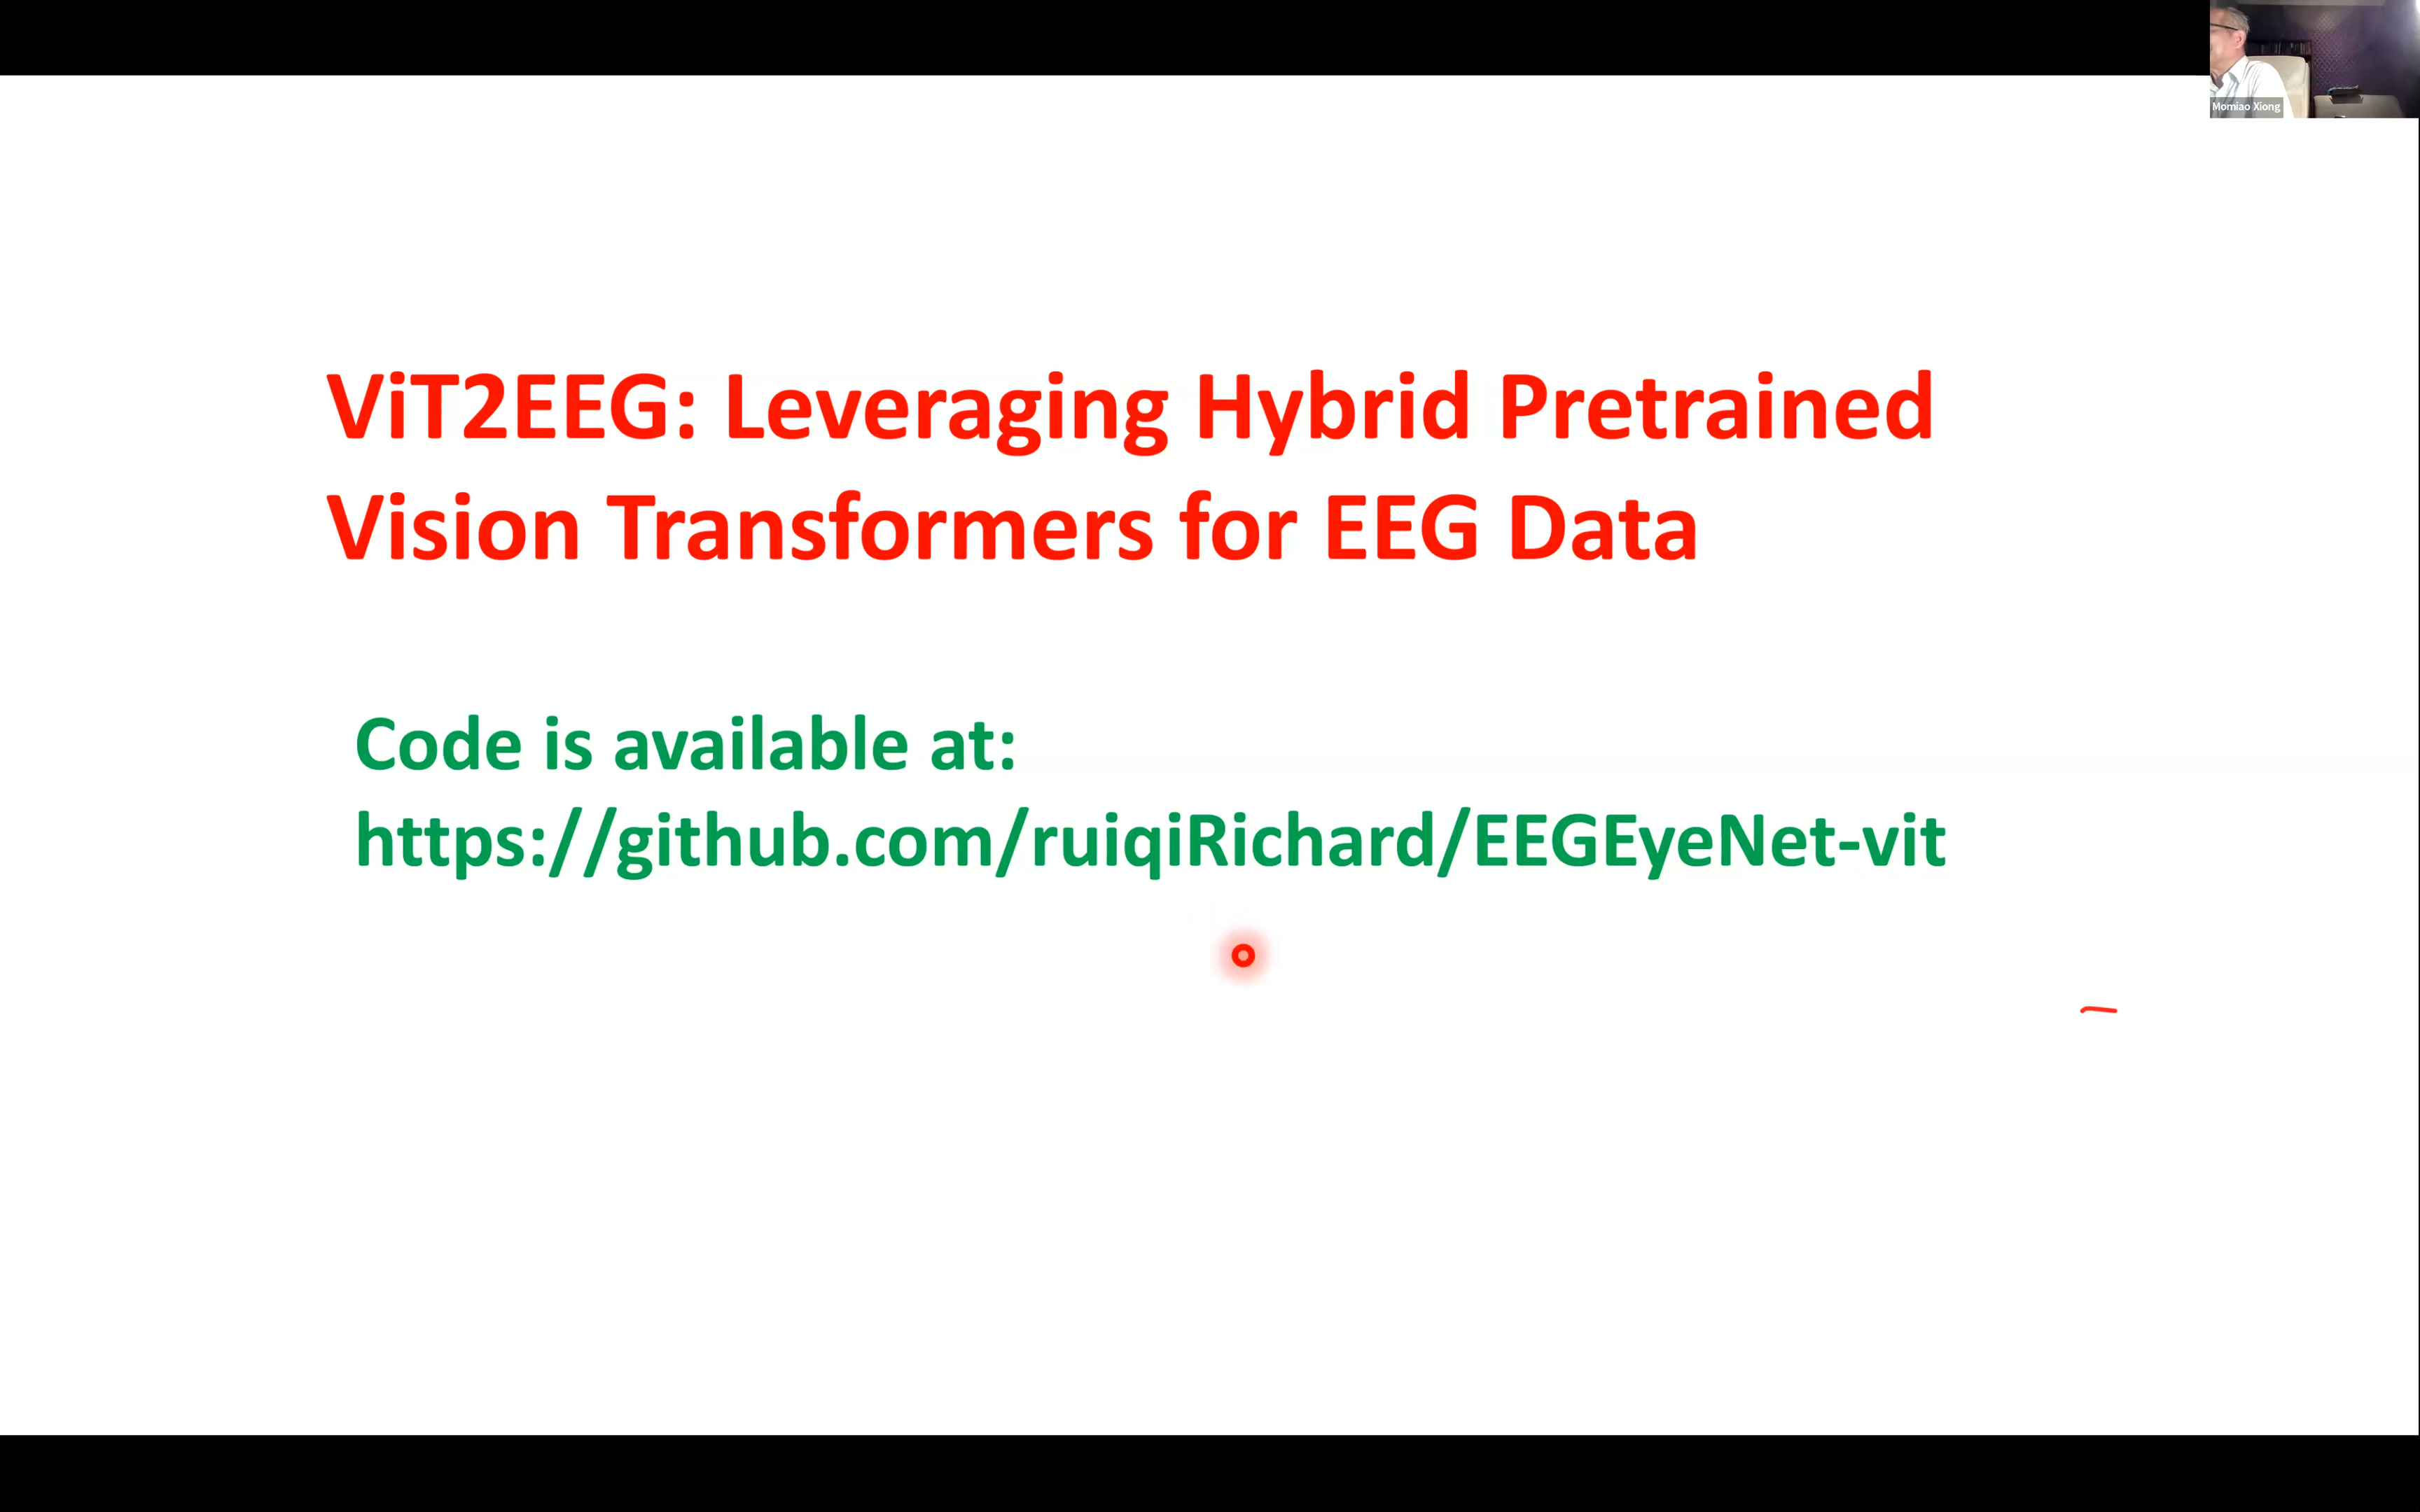 Momiao Xiong
ViT2EEG: Leveraging Hybrid Pretrained
Vision Transformers for EEG Data
Code is available at:
https://github.com/ruiqiRichard/EEGEyeNet-vit